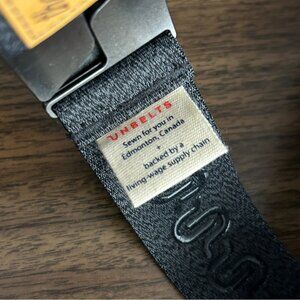 UNBELTS
Sewn for you in
Edmonton, Canada
+
backed by a
living-wage supply chain